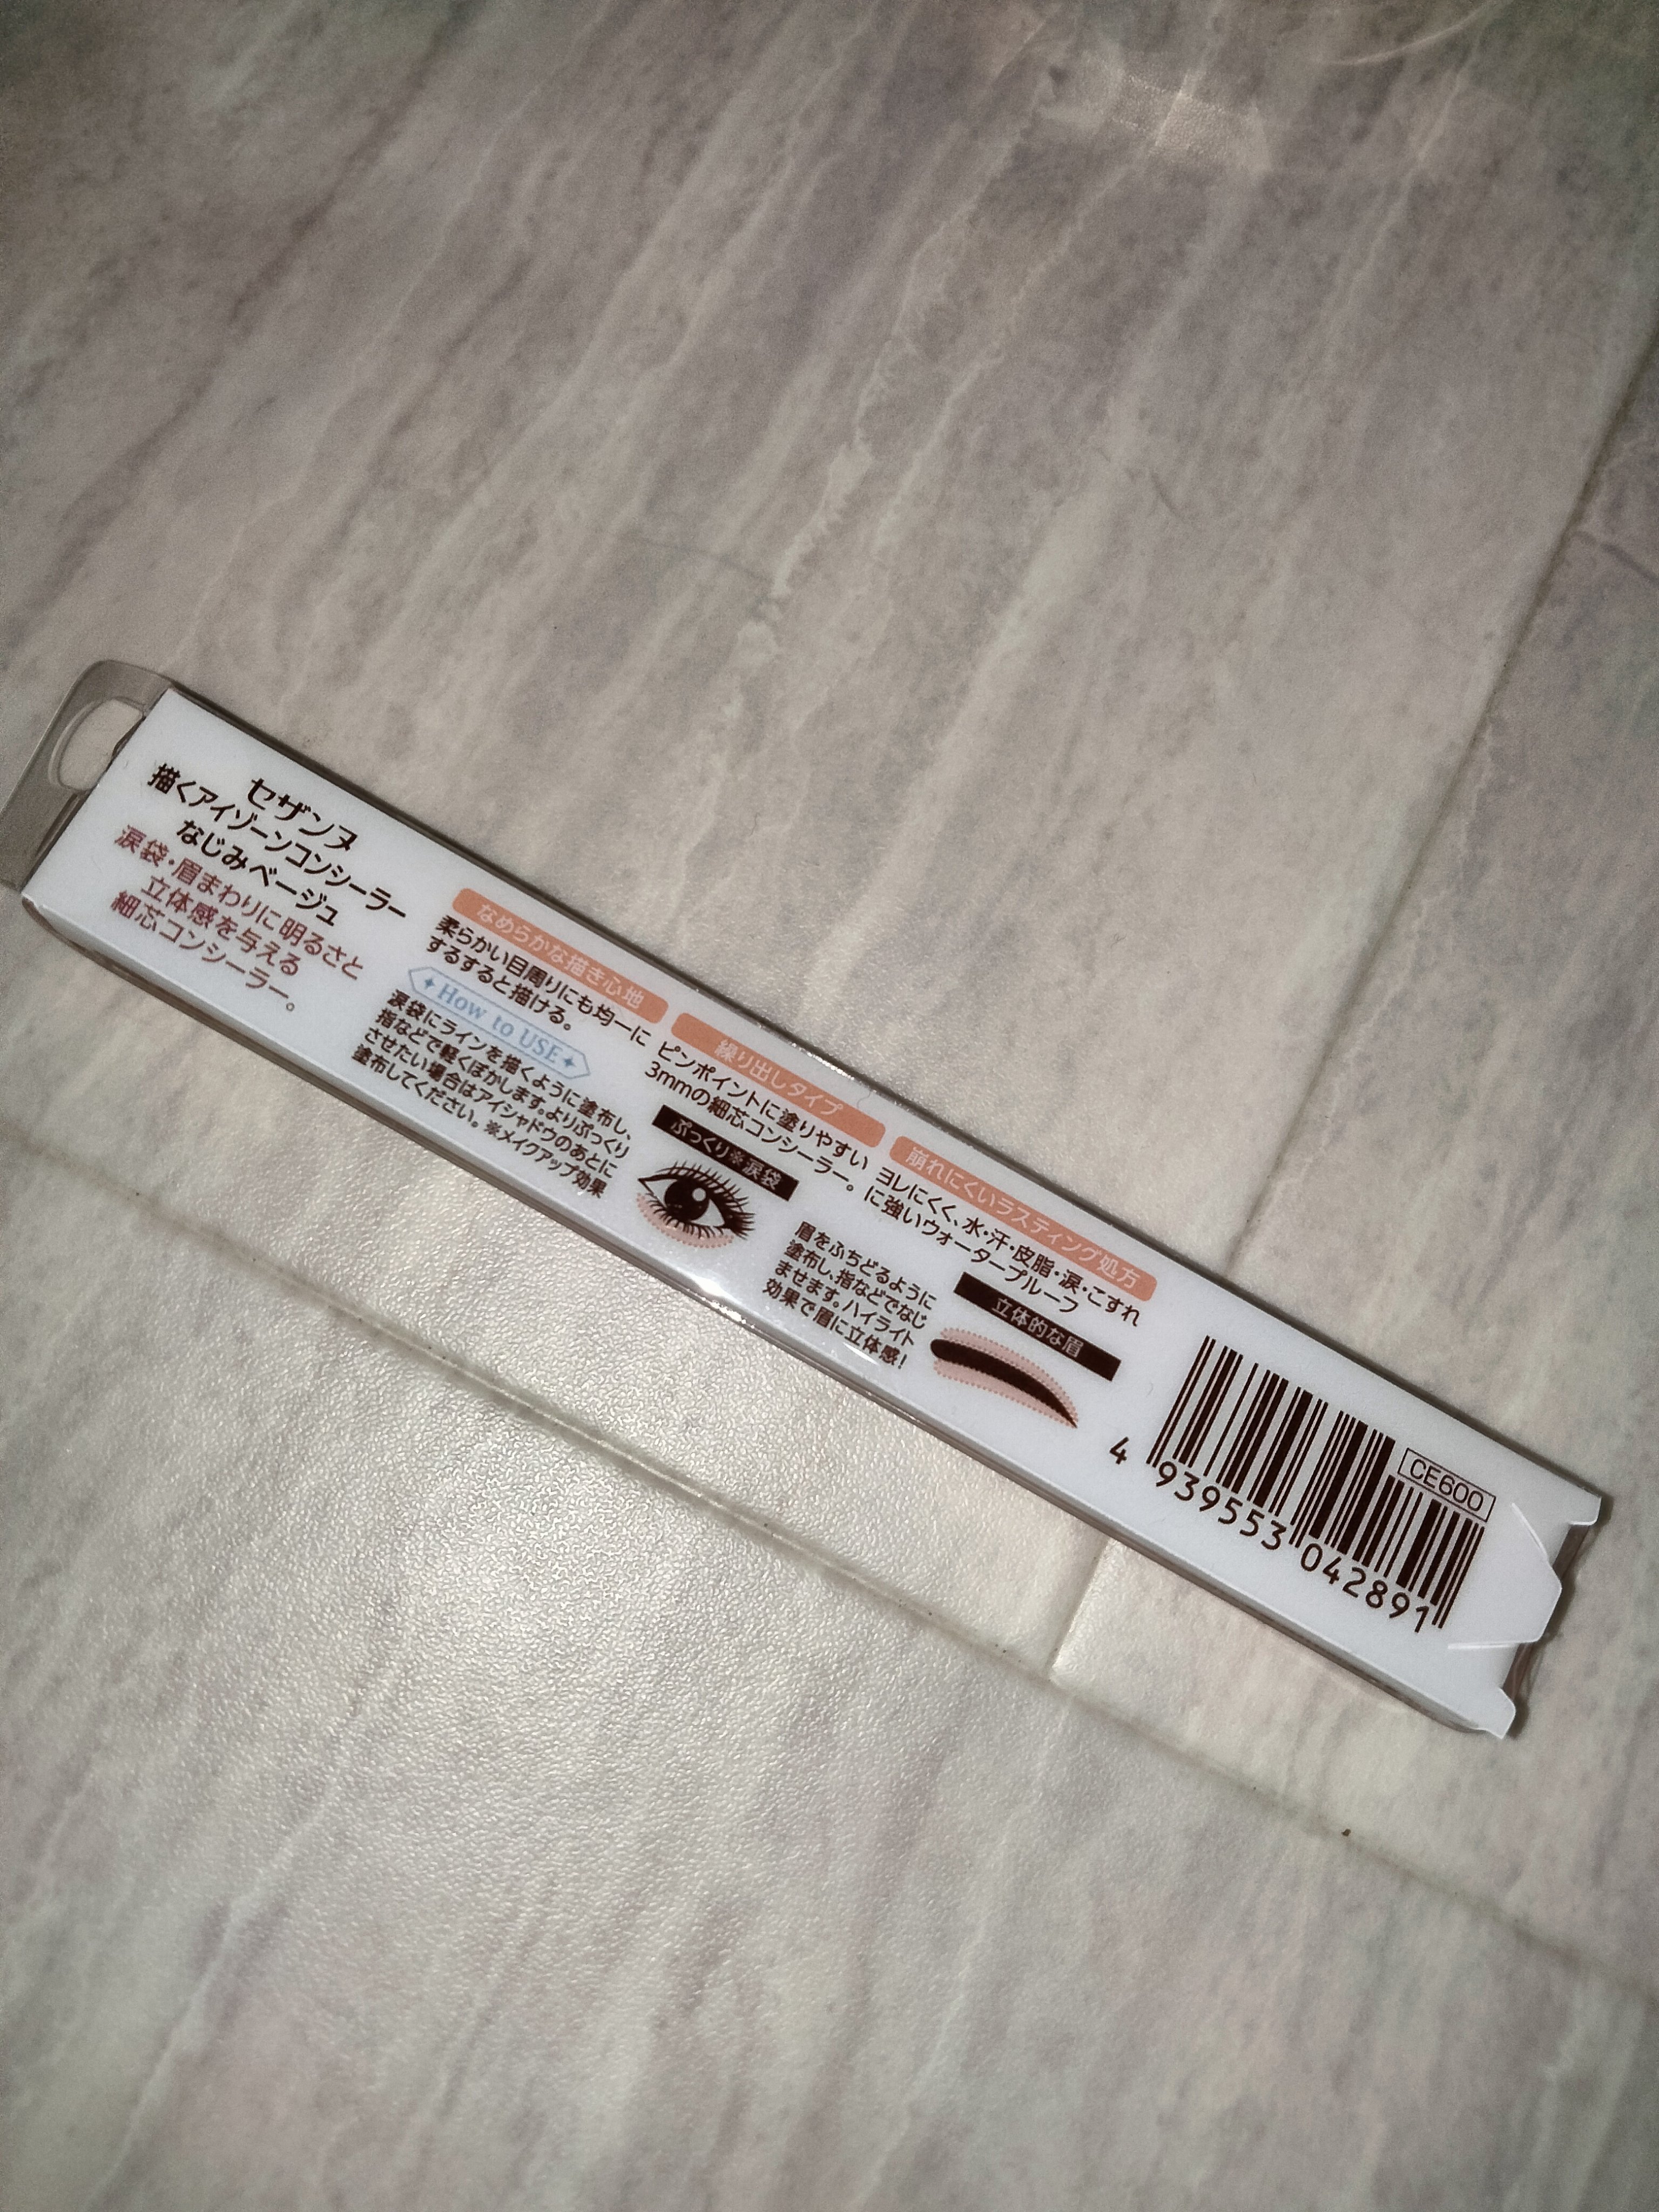 セザンヌ
描くアイゾーンコンシーラー
なじみベージュ
涙袋・眉まわりに明るさと
立体感を与える
細芯コンシーラー。
なめらかな描き心地
柔らかい目周りにも均一に
するすると描ける。
繰り出しタイプ
ピンポイントに塗りやすい
3mmの細芯コンシーラー。
崩れにくいラスティング処方
ヨレにくく、水・汗・皮脂・涙・こすれ
に強いウォータープルーフ
How to USE
涙袋にラインを描くように塗布し、
指などで軽くぼかします。よりぷっくり
させたい場合はアイシャドウのあとに
塗布してください。※メイクアップ効果
ぷっくり※涙袋
眉をふちどるように
塗布し、指などでなじ
ませます。ハイライト
効果で眉に立体感!
立体的な眉
CE600
4 939553 042891